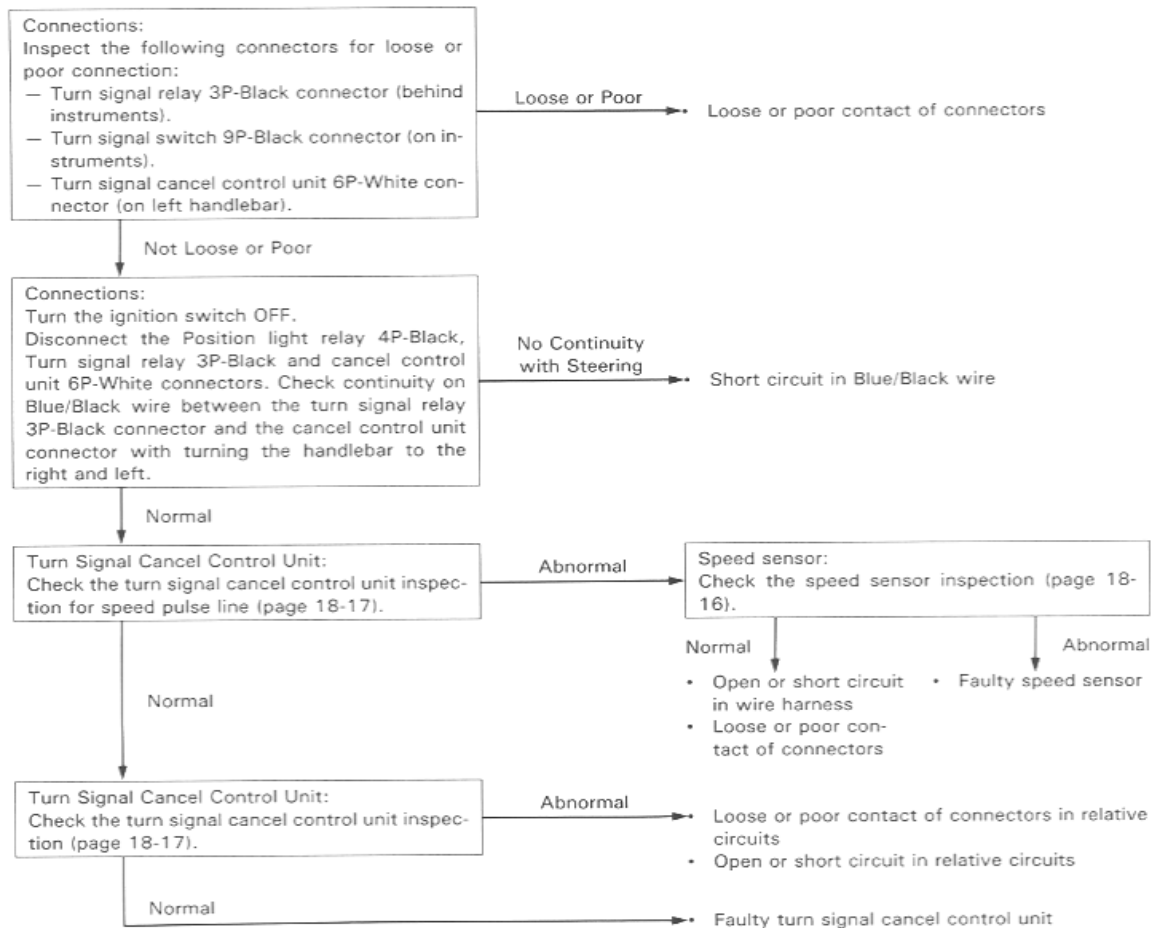 Connections:
Inspect the following connectors for loose or
poor connection:
— Turn signal relay 3P-Black connector (behind
instruments).
— Turn signal switch 9P-Black connector (on in-
struments).
— Turn signal cancel control unit 6P-White con-
nector (on left handlebar).
Loose or Poor
• Loose or poor contact of connectors
Not Loose or Poor
Connections:
Turn the ignition switch OFF.
Disconnect the Position light relay 4P-Black,
Turn signal relay 3P-Black and cancel control
unit 6P-White connectors. Check continuity on
Blue/Black wire between the turn signal relay
3P-Black connector and the cancel control unit
connector with turning the handlebar to the
right and left.
No Continuity
with Steering
• Short circuit in Blue/Black wire
Normal
Turn Signal Cancel Control Unit:
Check the turn signal cancel control unit inspec-
tion for speed pulse line (page 18-17).
Abnormal
Speed sensor:
Check the speed sensor inspection (page 18-
16).
Normal
Abnormal
• Open or short circuit
in wire harness
• Loose or poor con-
tact of connectors
• Faulty speed sensor
Normal
Turn Signal Cancel Control Unit:
Check the turn signal cancel control unit inspec-
tion (page 18-17).
Abnormal
• Loose or poor contact of connectors in relative
circuits
• Open or short circuit in relative circuits
Normal
• Faulty turn signal cancel control unit